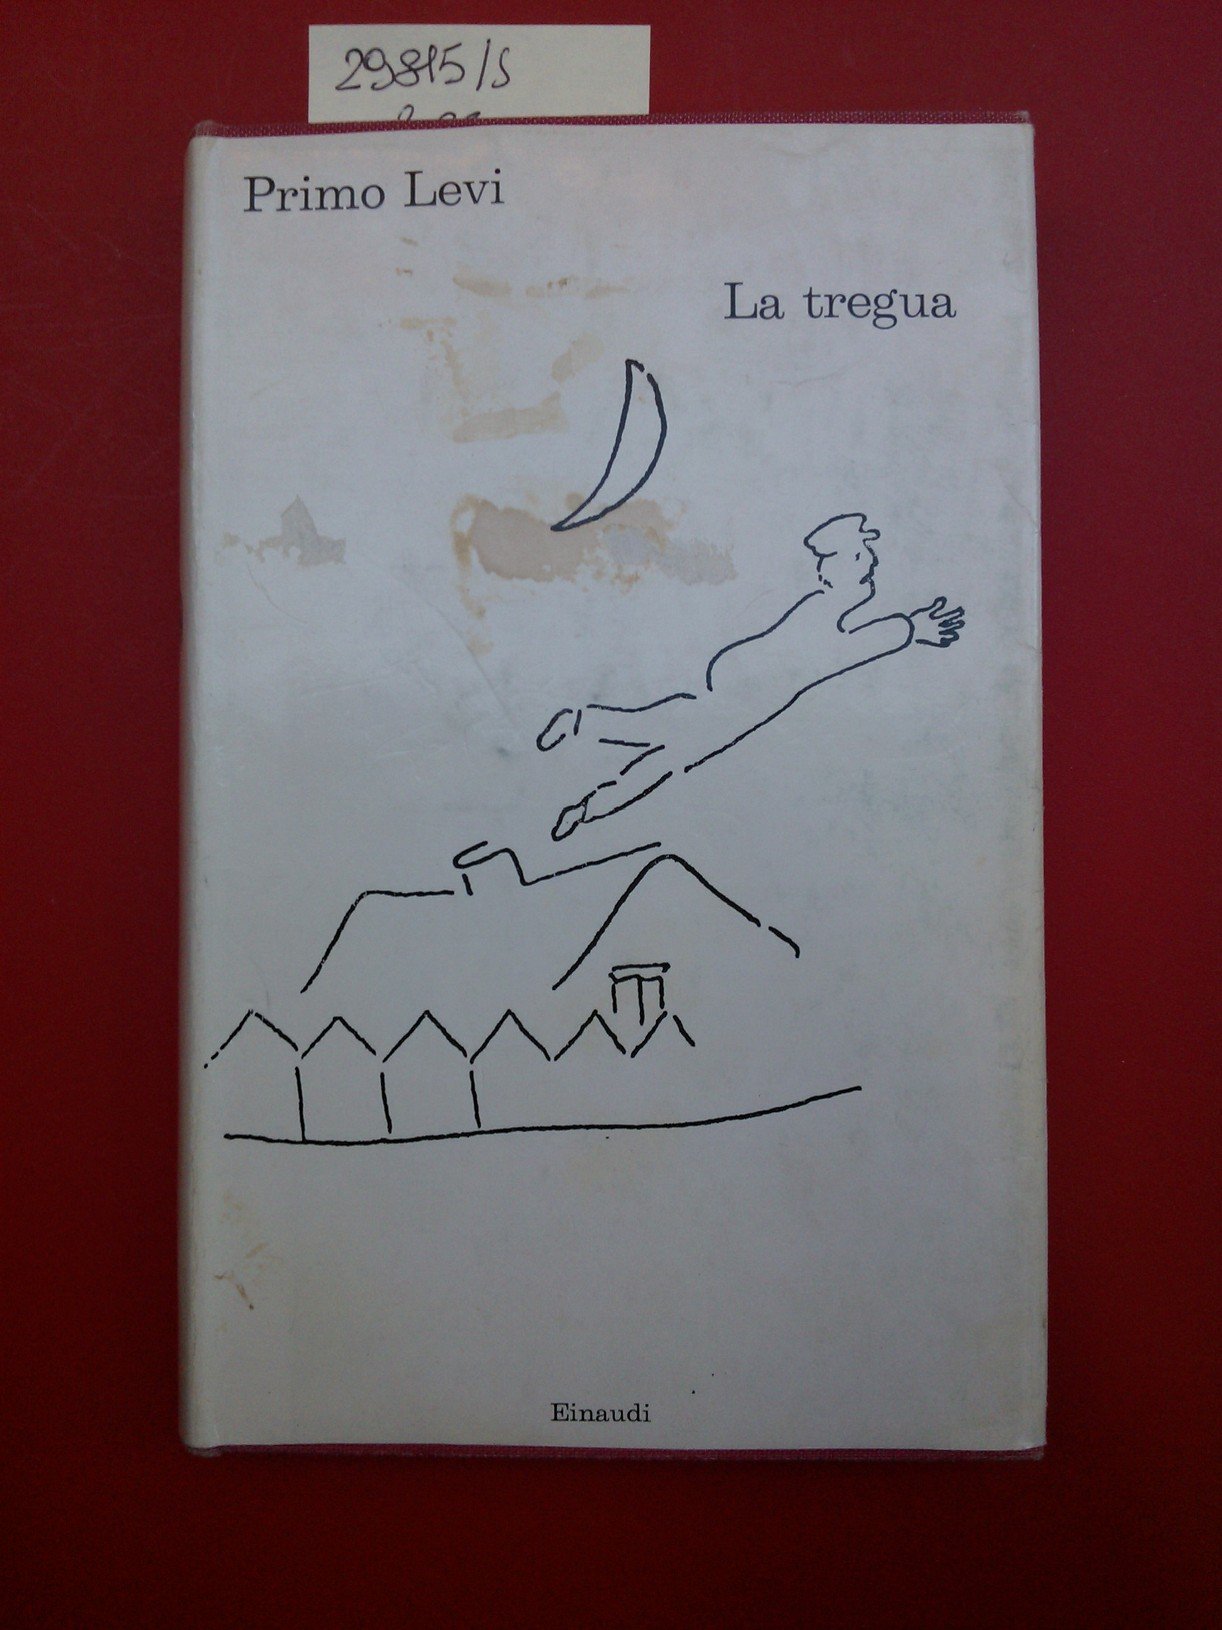 29815/S
Primo Levi
La tregua
Einaudi